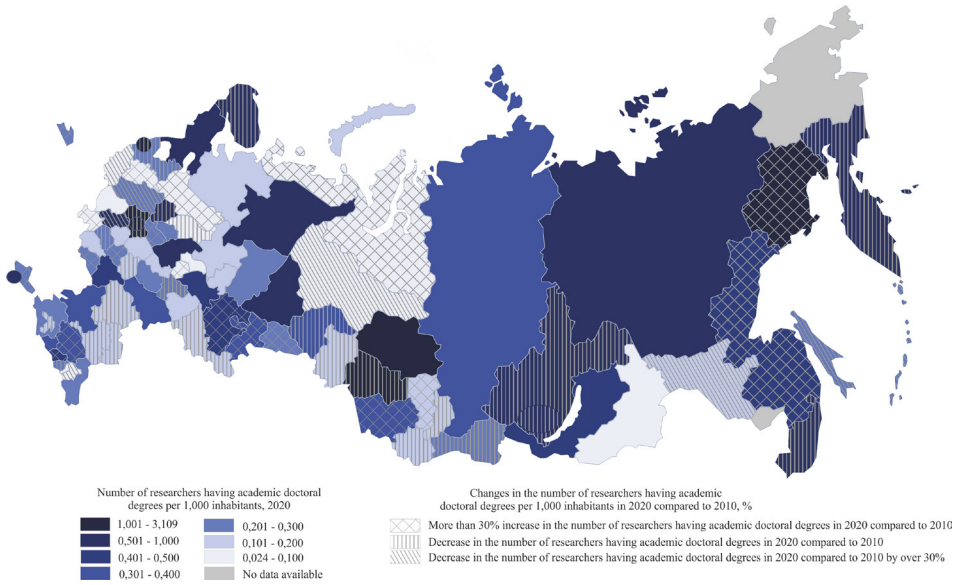 Number of researchers having academic doctoral
degrees per 1,000 inhabitants, 2020
1,001 - 3,109
0,501 - 1,000
0,401 - 0,500
0,301 - 0,400
0,201 - 0,300
0,101 - 0,200
0,024 - 0,100
No data available
Changes in the number of researchers having academic
doctoral degrees per 1,000 inhabitants in 2020 compared to 2010, %
More than 30% increase in the number of researchers having academic doctoral degrees in 2020 compared to 2010
Decrease in the number of researchers having academic doctoral degrees in 2020 compared to 2010
Decrease in the number of researchers having academic doctoral degrees in 2020 compared to 2010 by over 30%